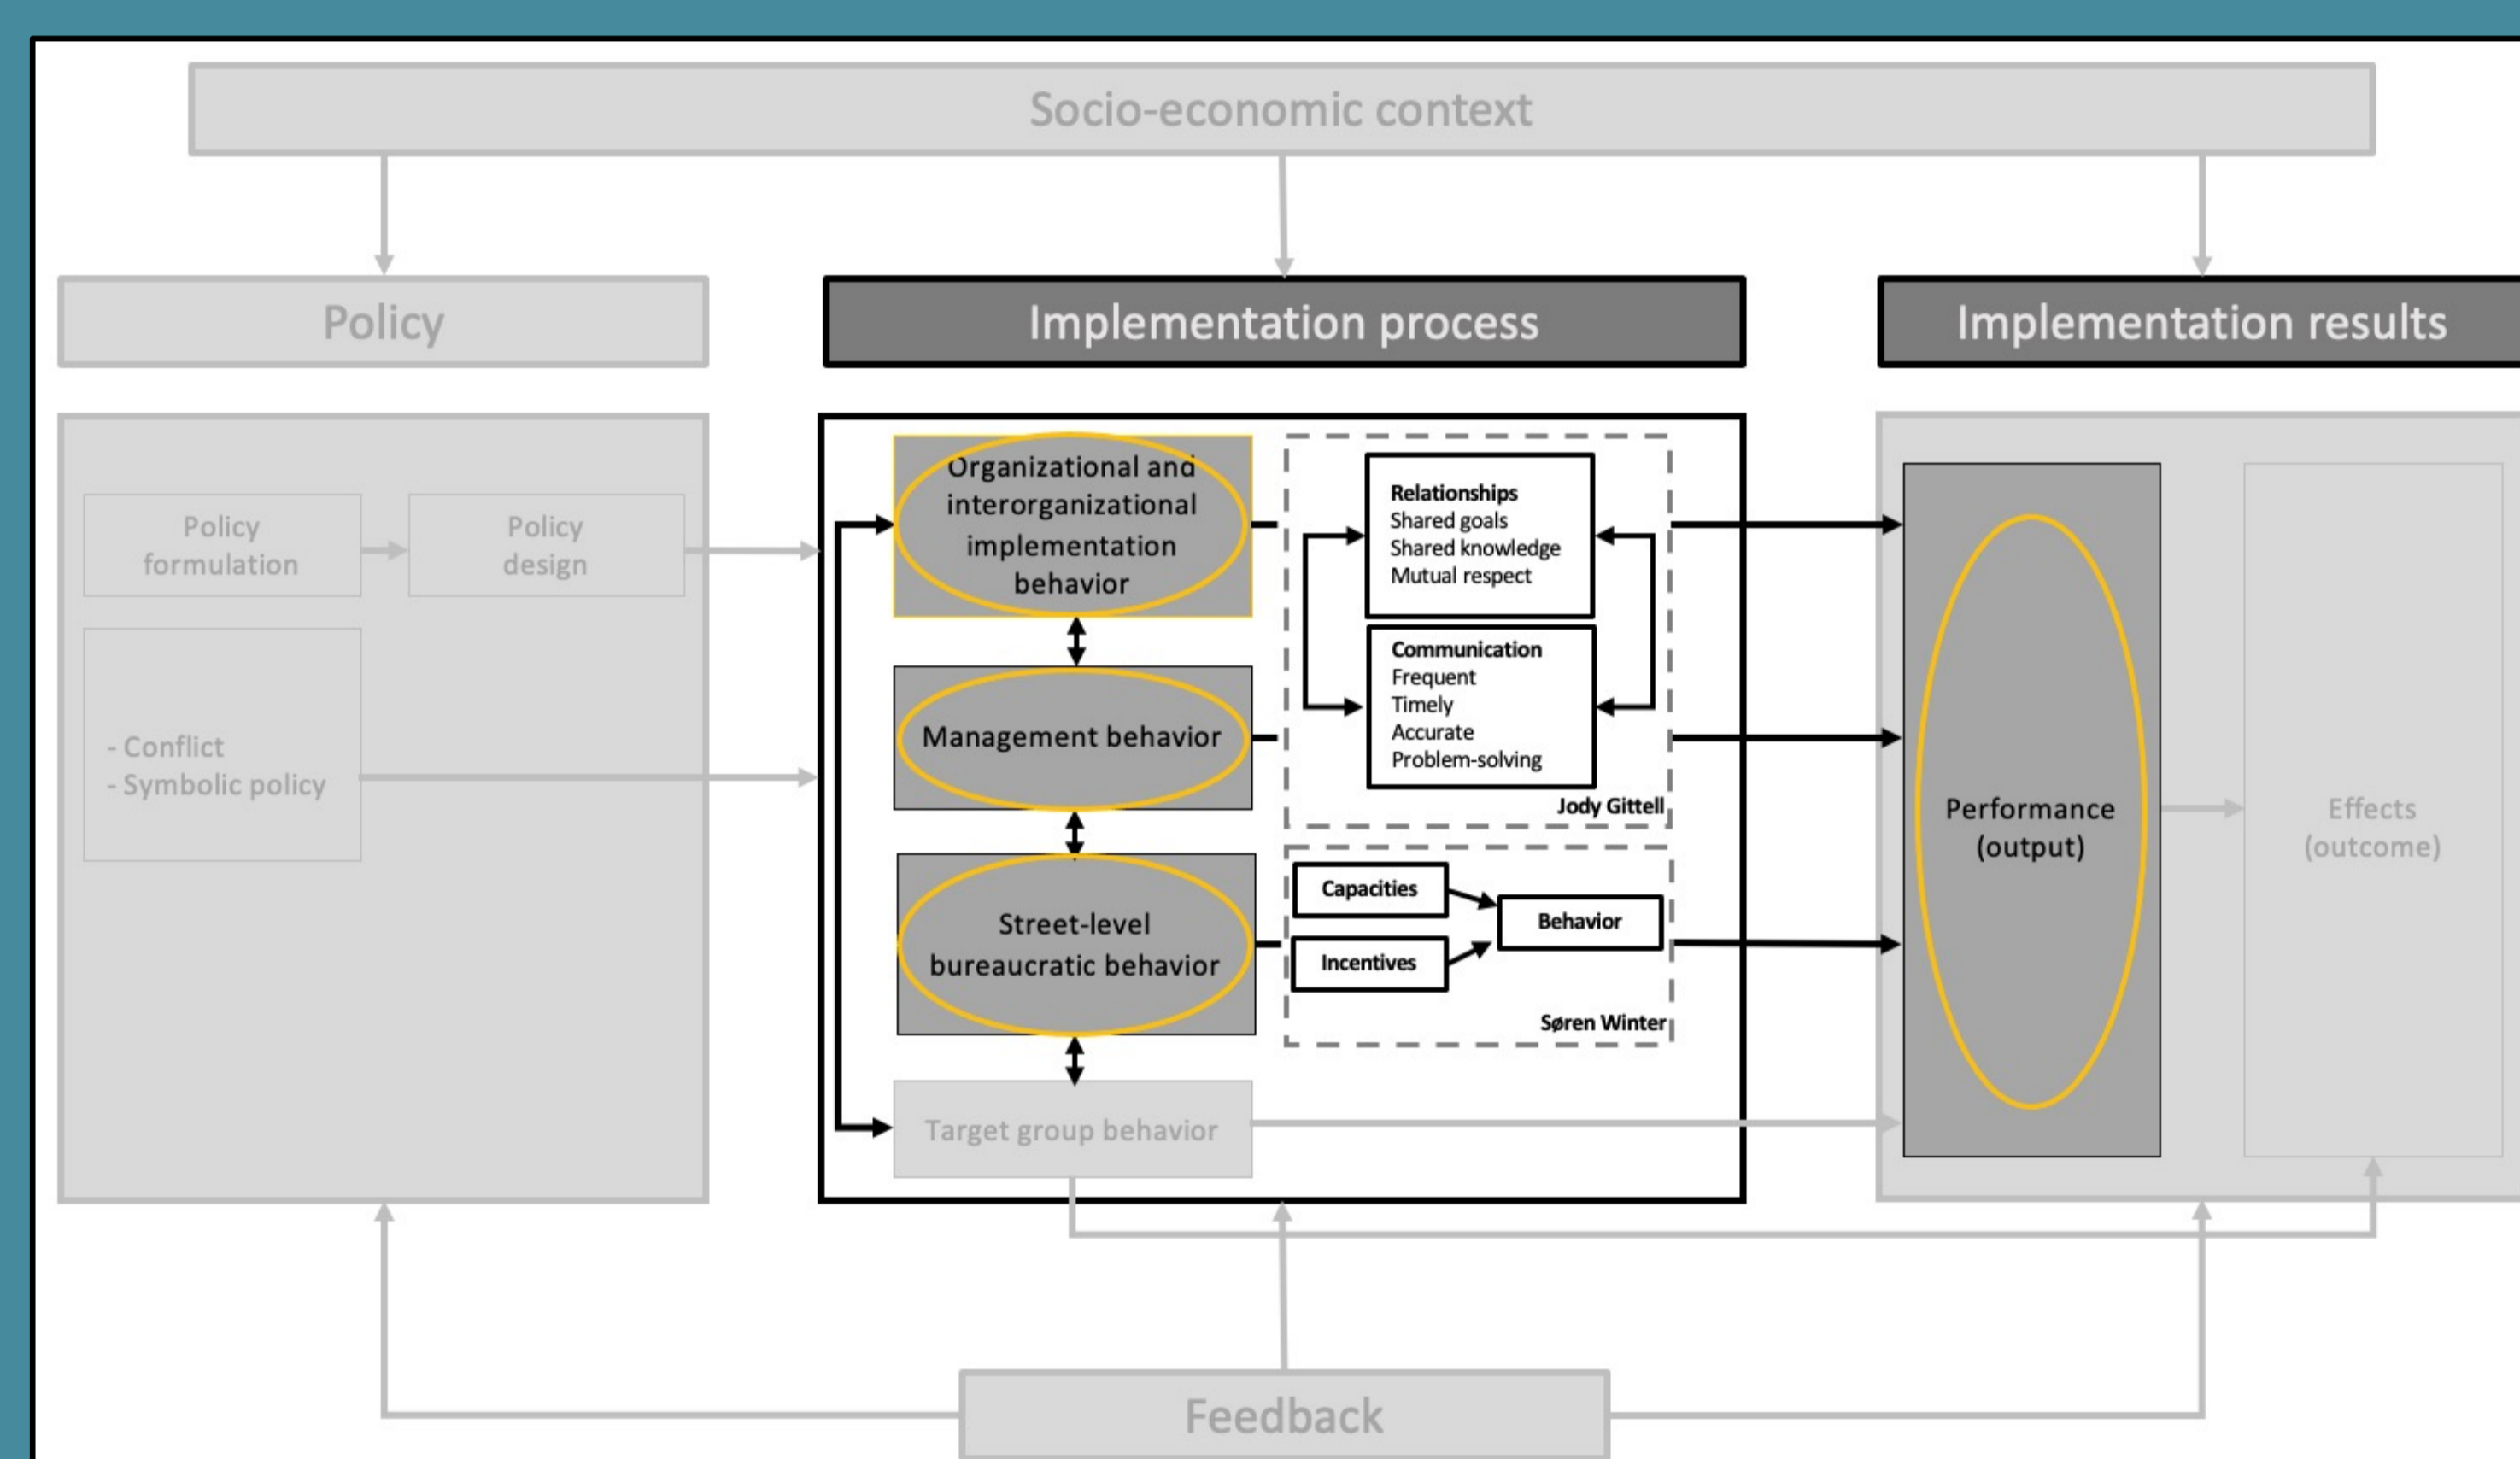 Socio-economic context
Policy
Implementation process
Implementation results
Policy
formulation
Policy
design
- Conflict
- Symbolic policy
Organizational and
interorganizational
implementation
behavior
Management behavior
Street-level
bureaucratic behavior
Target group behavior
Relationships
Shared goals
Shared knowledge
Mutual respect
Communication
Frequent
Timely
Accurate
Problem-solving
Jody Gittell
Capacities
Incentives
Behavior
Søren Winter
Performance
(output)
Effects
(outcome)
Feedback